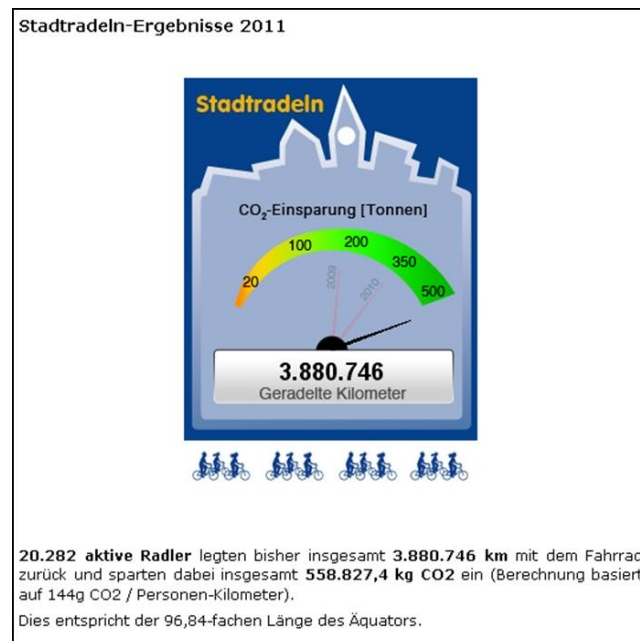 Stadtradeln-Ergebnisse 2011
Stadtradeln
CO₂-Einsparung [Tonnen]
20
100
200
350
500
2009
2010
3.880.746
Geradelte Kilometer
20.282 aktive Radler legten bisher insgesamt 3.880.746 km mit dem Fahrrad
zurück und sparten dabei insgesamt 558.827,4 kg CO2 ein (Berechnung basiert
auf 144g CO2 / Personen-Kilometer).
Dies entspricht der 96,84-fachen Länge des Äquators.